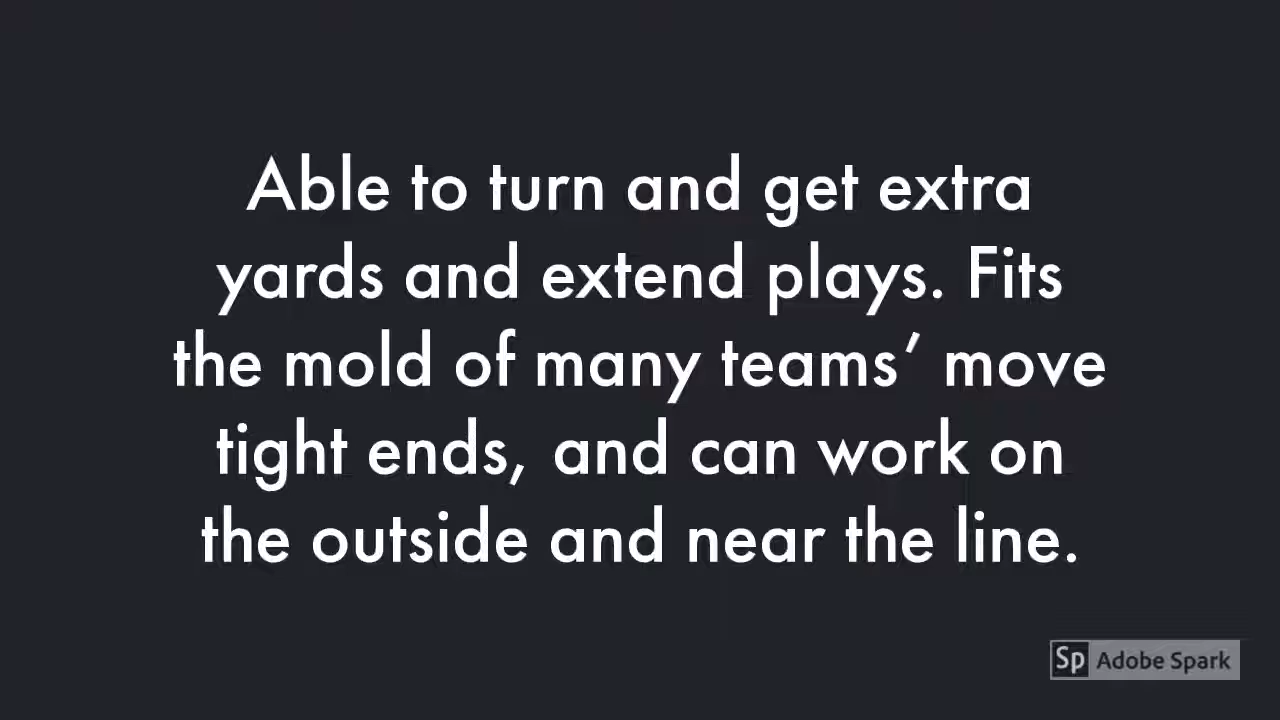 Able to turn and get extra
yards and extend plays. Fits
the mold of many teams’ move
tight ends, and can work on
the outside and near the line.
Sp Adobe Spark